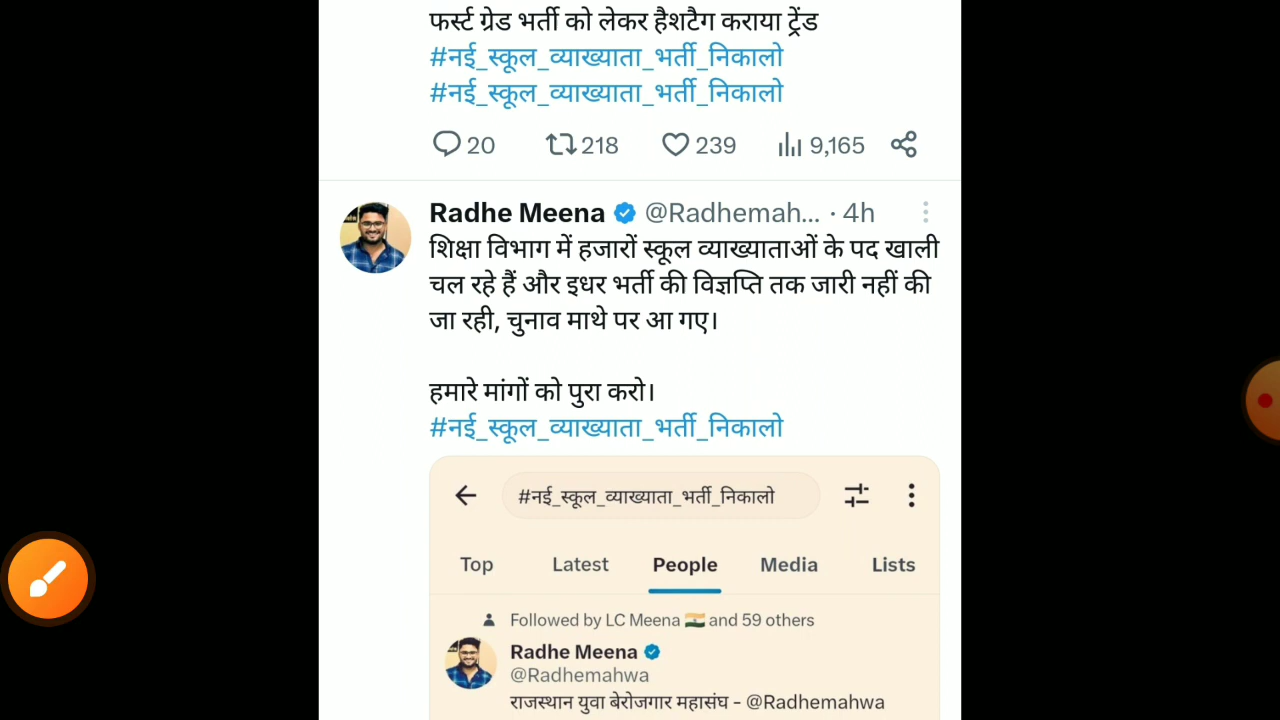 फर्स्ट ग्रेड भर्ती को लेकर हैशटैग कराया ट्रेंड
#नई_स्कूल_व्याख्याता_भर्ती_निकालो
#नई_स्कूल_व्याख्याता_भर्ती_निकालो
20 218 239 9,165
Radhe Meena @Radhemah... · 4h
शिक्षा विभाग में हजारों स्कूल व्याख्याताओं के पद खाली
चल रहे हैं और इधर भर्ती की विज्ञप्ति तक जारी नहीं की
जा रही, चुनाव माथे पर आ गए।
हमारे मांगों को पुरा करो।
#नई_स्कूल_व्याख्याता_भर्ती_निकालो
#नई_स्कूल_व्याख्याता_भर्ती_निकालो
Top Latest People Media Lists
Followed by LC Meena 🇮🇳 and 59 others
Radhe Meena
@Radhemahwa
राजस्थान युवा बेरोजगार महासंघ - @Radhemahwa